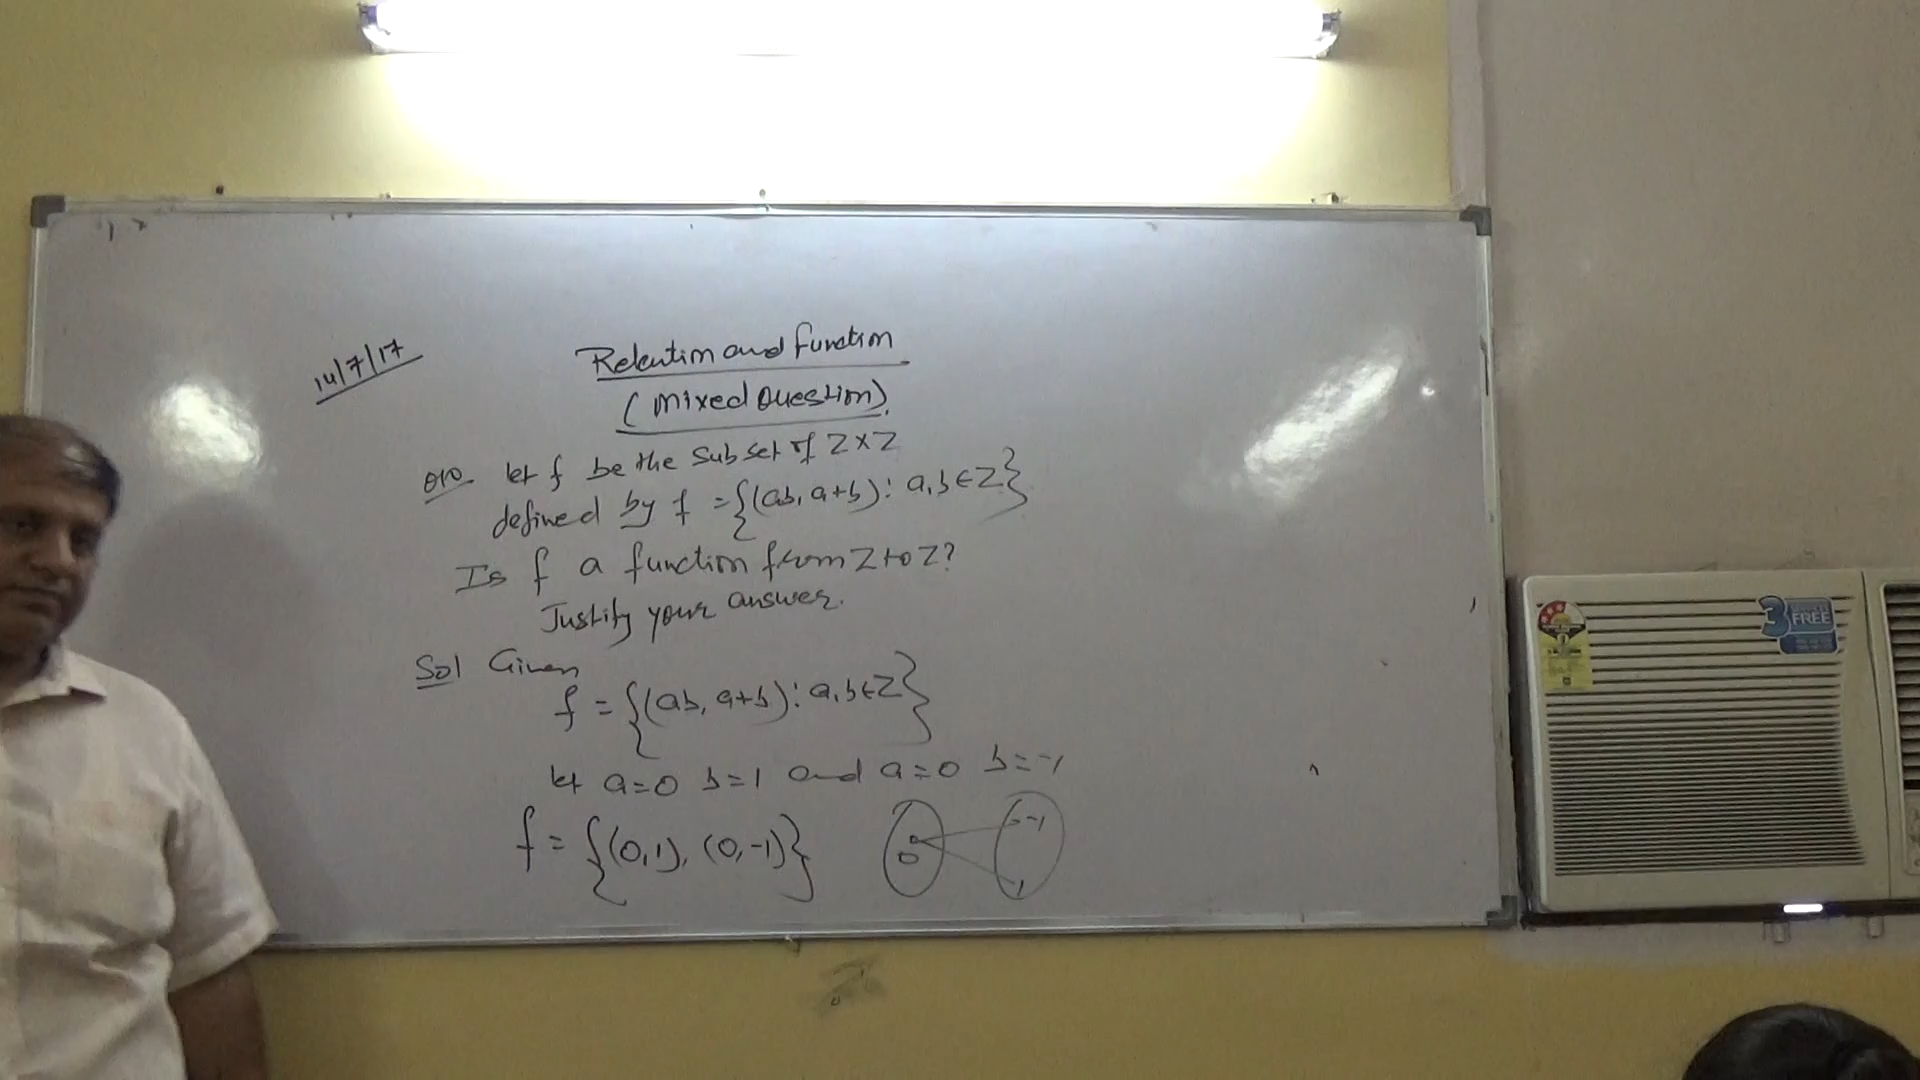 14/7/17
Relation and function
(Mixed Question)
Let f be the subset of Z×Z
defined by f = {(ab, a+b): a,b∈Z}
Is f a function from Z to Z?
Justify your answer.
Sol Given
f = {(ab, a+b): a,b∈Z}
let a=0 b=1 and a=0 b=-1
f = {(0,1), (0,-1)}
0
-1
1
3
FREE